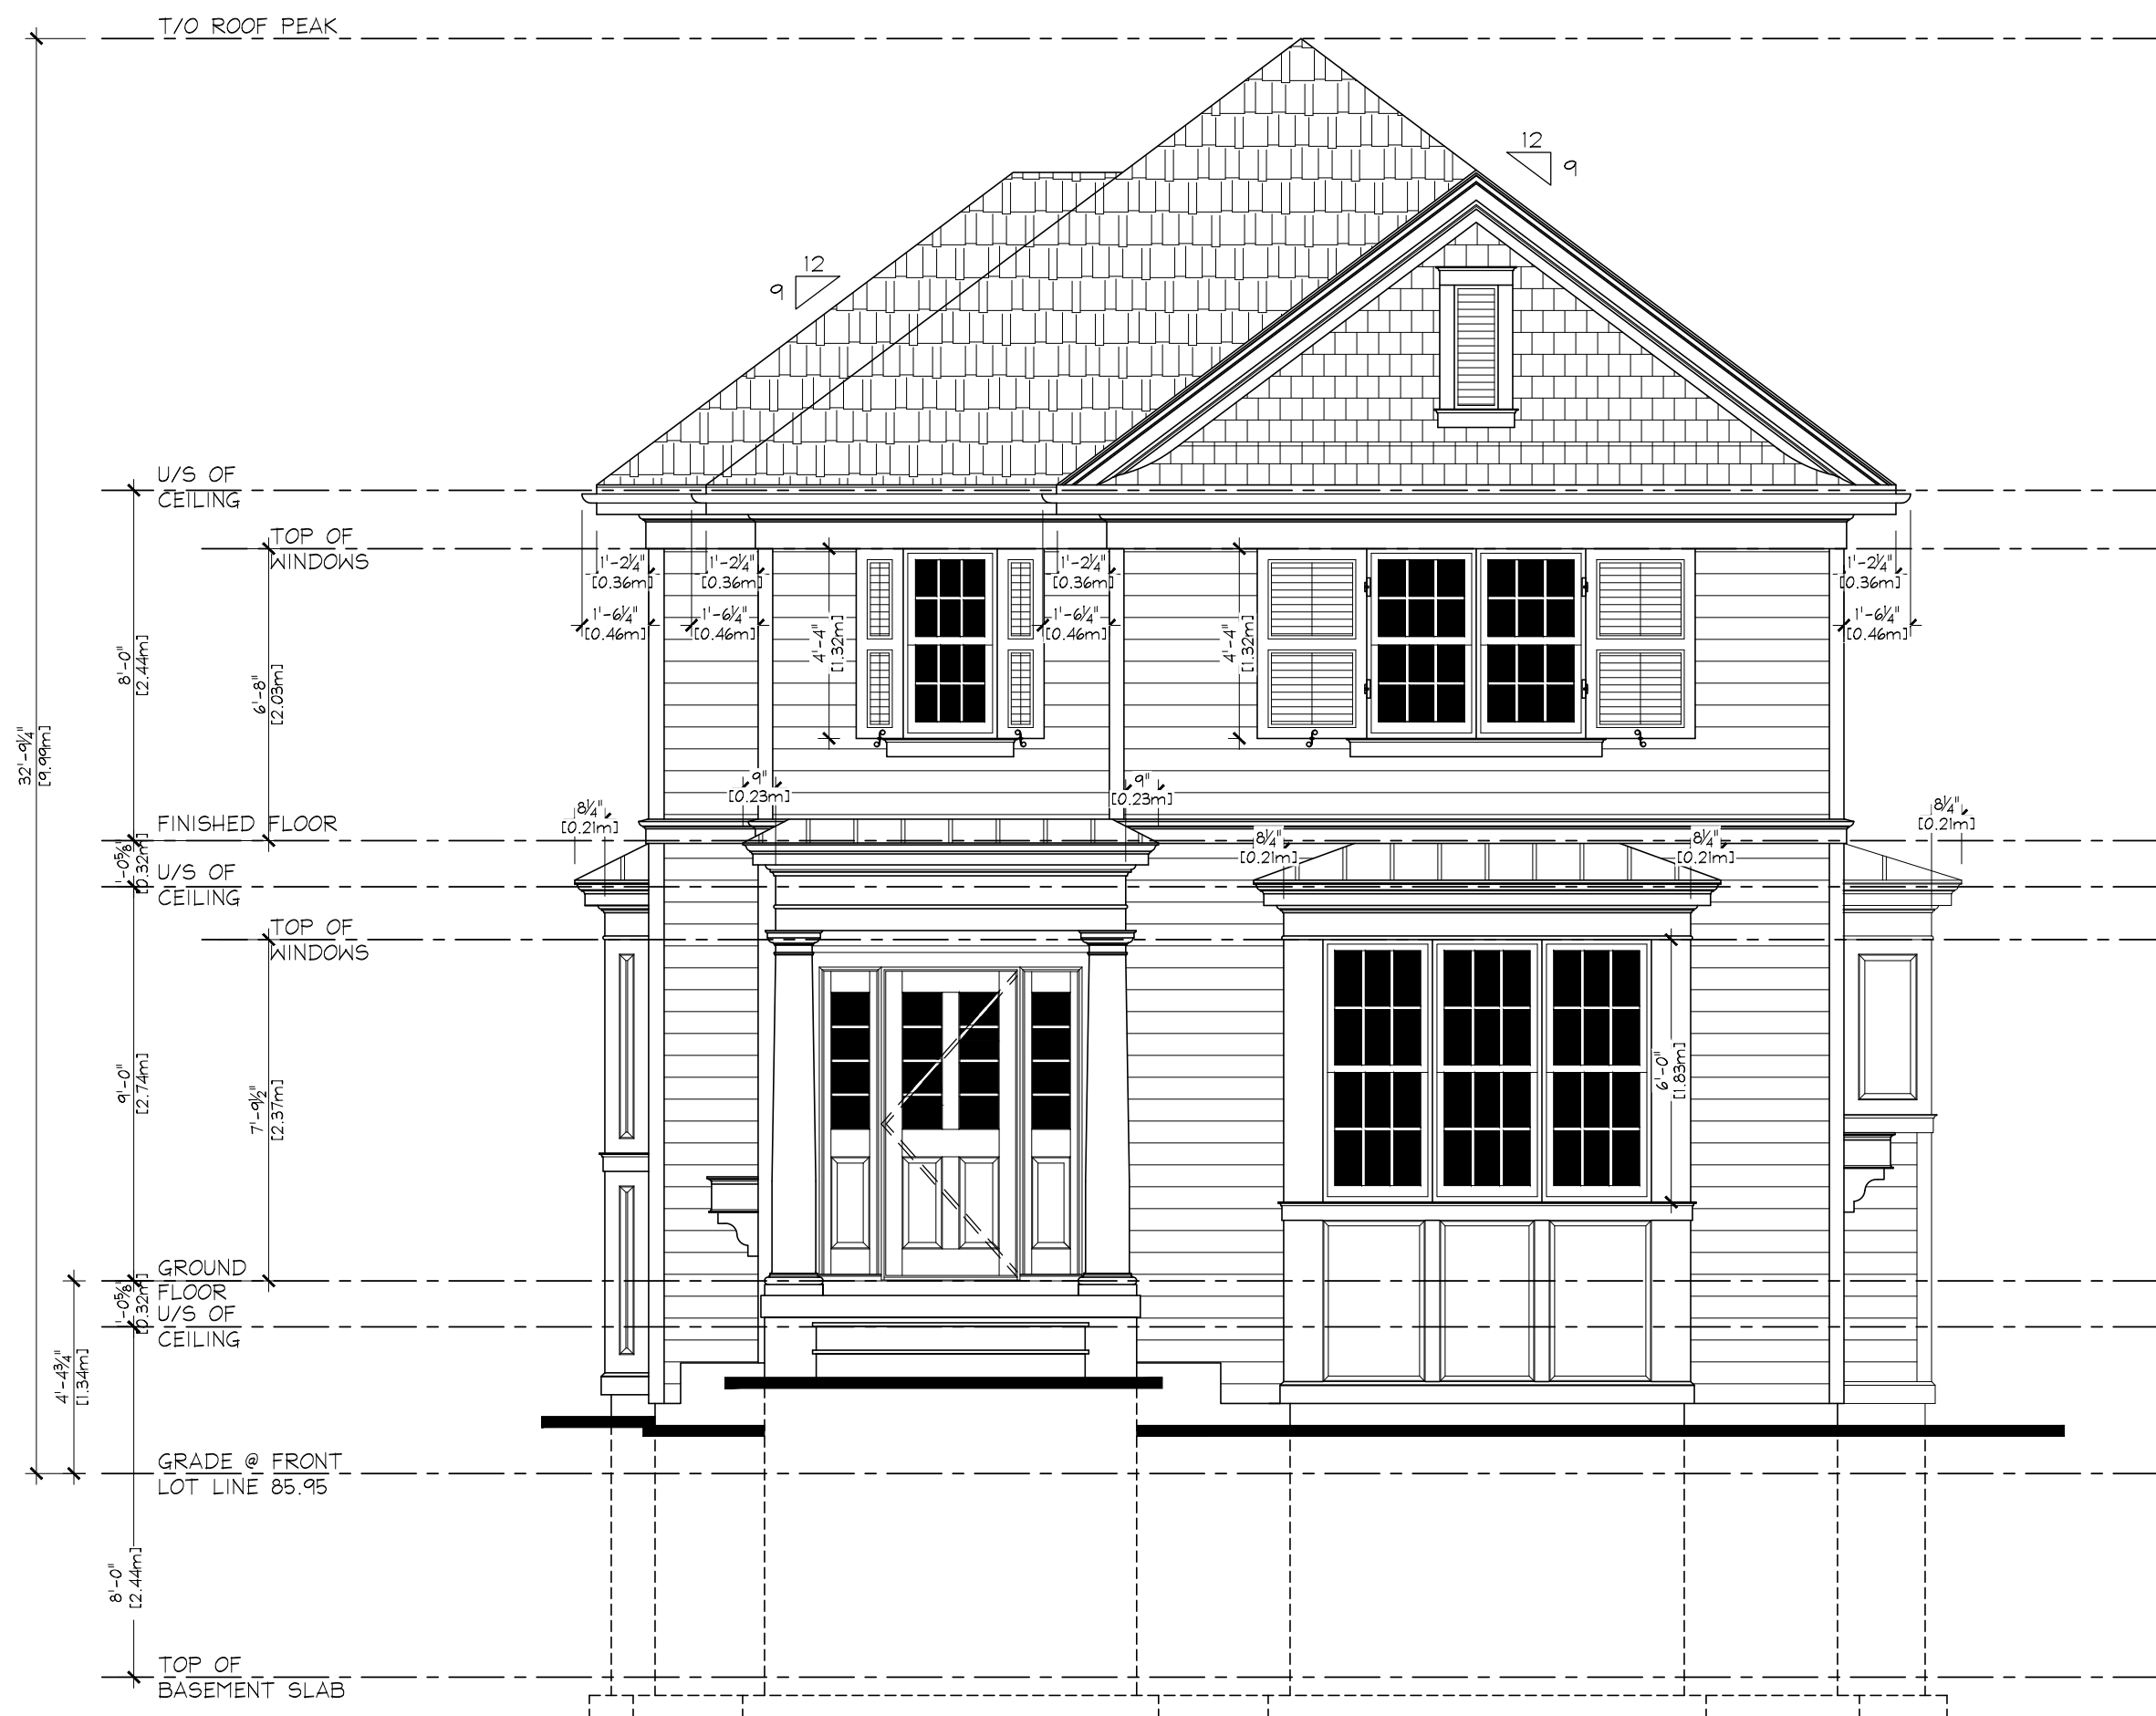 T/O ROOF PEAK
12
9
12
9
U/S OF
CEILING
TOP OF
WINDOWS
1'-2¼"
[0.36m]
1'-2¼"
[0.36m]
1'-2¼"
[0.36m]
1'-2¼"
[0.36m]
1'-6¼"
[0.46m]
1'-6¼"
[0.46m]
1'-6¼"
[0.46m]
1'-6¼"
[0.46m]
4'-4"
[1.32m]
4'-4"
[1.32m]
8'-0"
[2.44m]
6'-8"
[2.03m]
32'-9¼"
[9.99m]
9"
[0.23m]
9"
[0.23m]
8¼"
[0.21m]
8¼"
[0.21m]
FINISHED FLOOR
8¼"
[0.21m]
8¼"
[0.21m]
1'-0⅝"
[0.32m]
U/S OF
CEILING
TOP OF
WINDOWS
9'-0"
[2.74m]
7'-9½"
[2.37m]
6'-0"
[1.83m]
GROUND
FLOOR
1'-0⅝"
[0.32m]
U/S OF
CEILING
4'-4¾"
[1.34m]
GRADE @ FRONT
LOT LINE 85.95
8'-0"
[2.44m]
TOP OF
BASEMENT SLAB